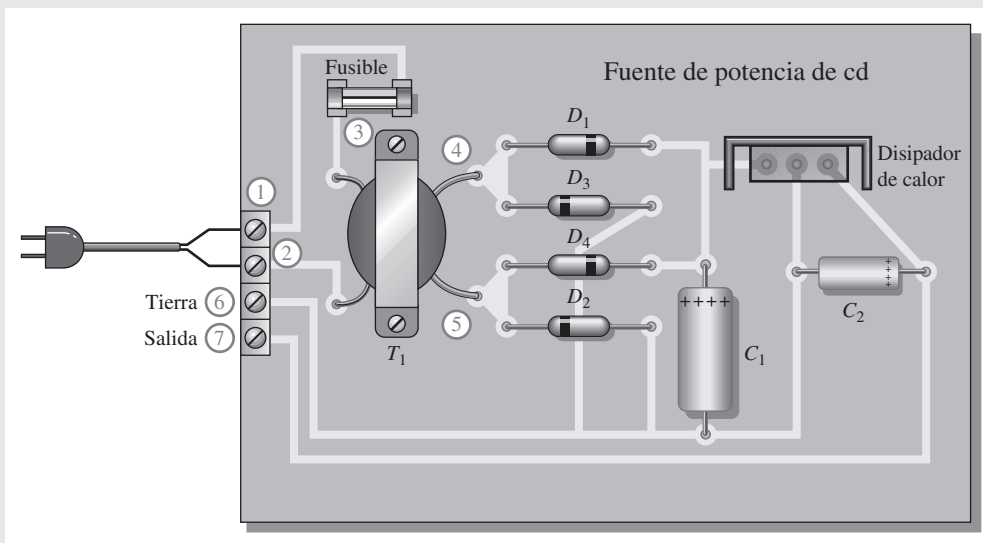 Fuente de potencia de cd
Fusible
D1
3
4
D3
Disipador
de calor
1
D4
2
D2
Tierra 6
++++
++++
C2
Salida 7
5
T1
C1